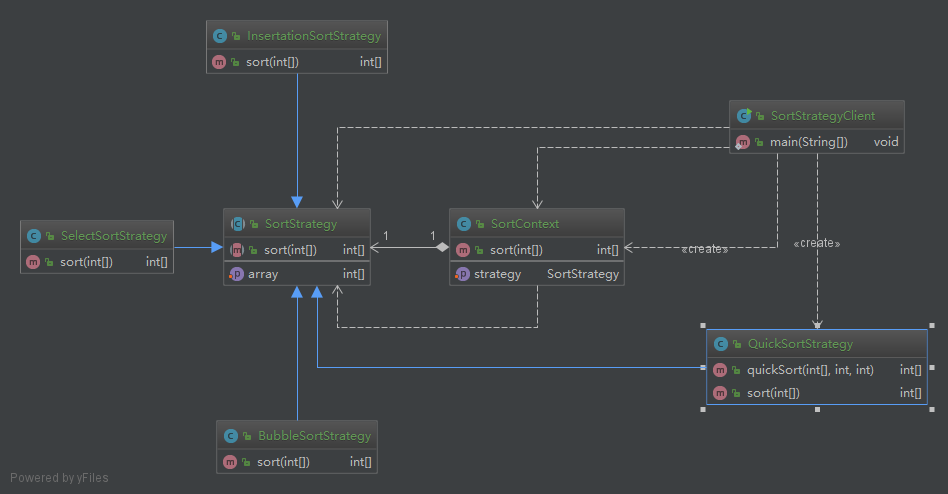 InsertationSortStrategy
sort(int[]) int[]
SortStrategyClient
main(String[]) void
SelectSortStrategy
sort(int[]) int[]
SortStrategy
sort(int[]) int[]
array int[]
1 1
SortContext
sort(int[]) int[]
strategy SortStrategy
«create»
«create»
QuickSortStrategy
quickSort(int[], int, int) int[]
sort(int[]) int[]
BubbleSortStrategy
sort(int[]) int[]
Powered by yFiles